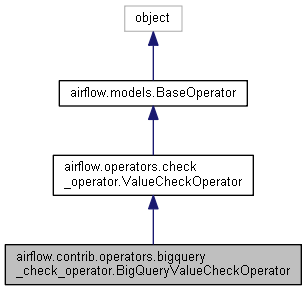 object
airflow.models.BaseOperator
airflow.operators.check
_operator.ValueCheckOperator
airflow.contrib.operators.bigquery
_check_operator.BigQueryValueCheckOperator